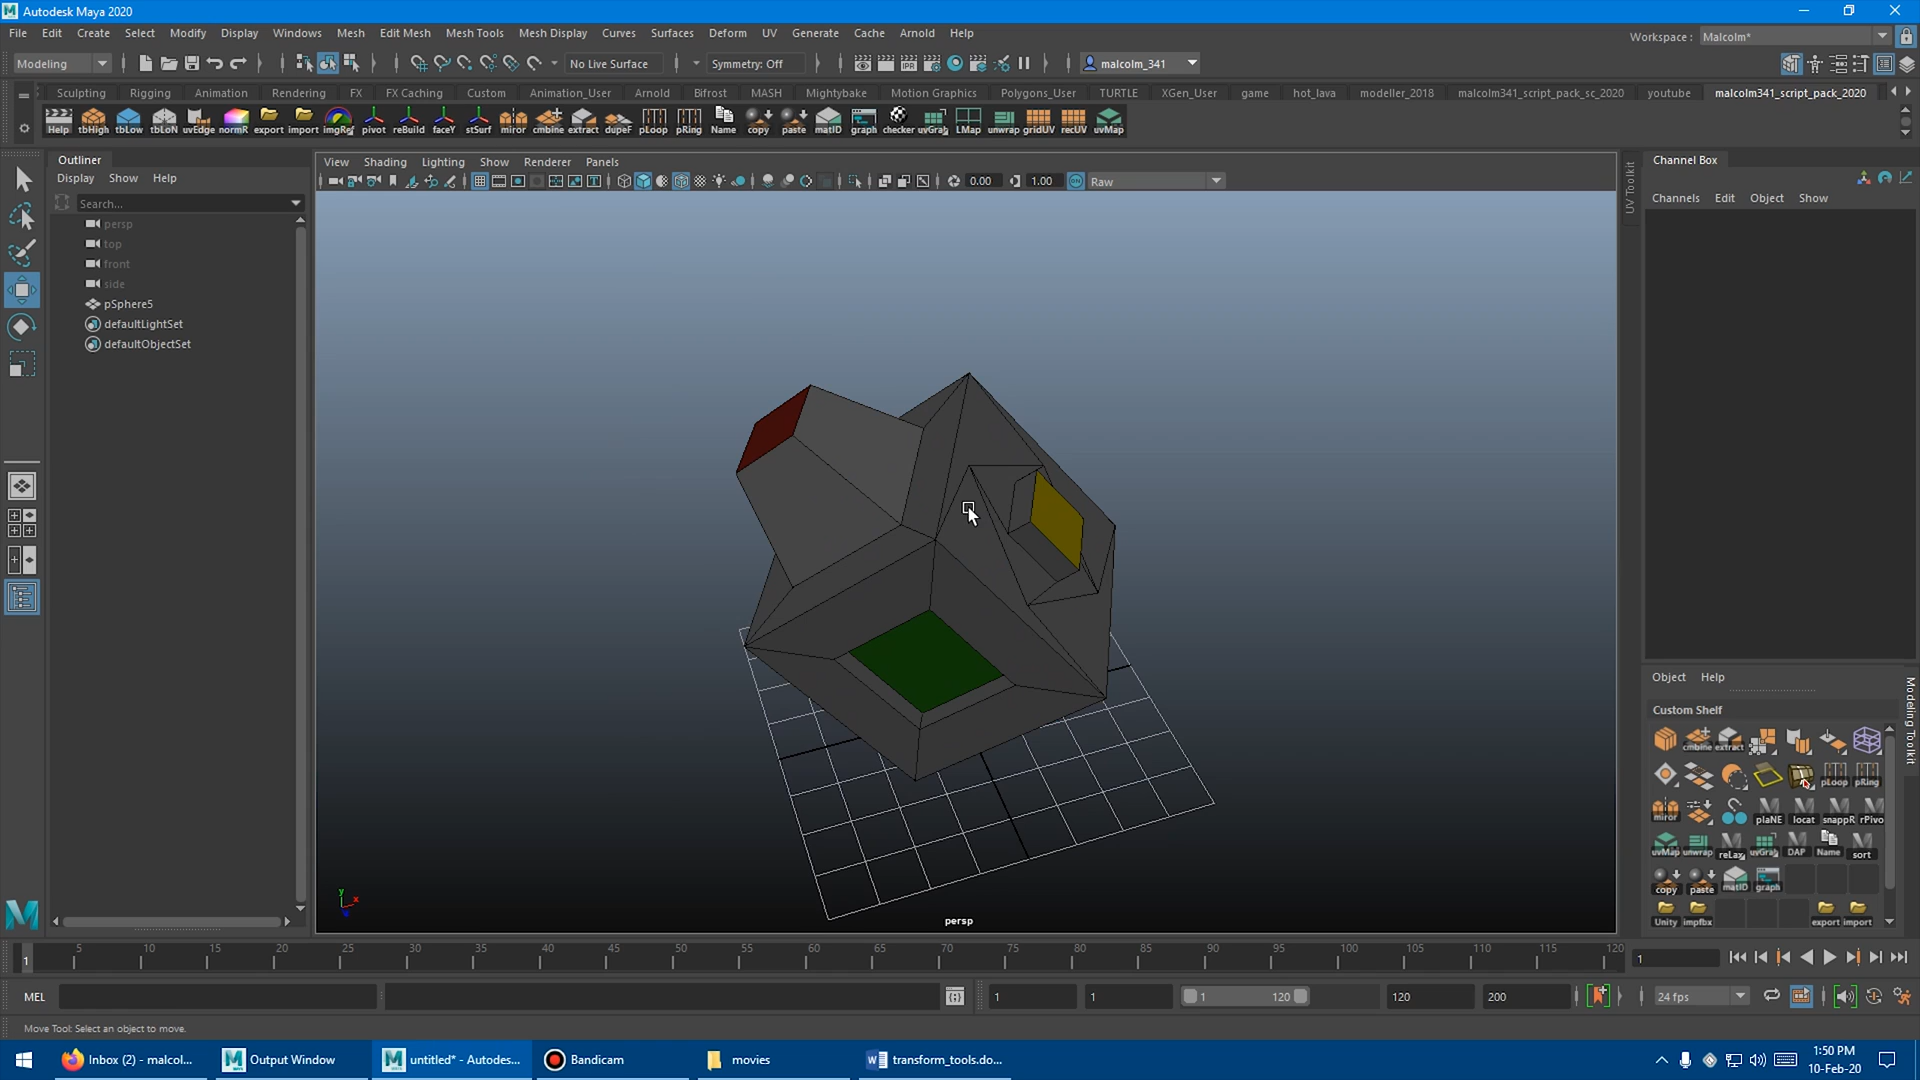 Autodesk Maya 2020
File Edit Create Select Modify Display Windows Mesh Edit Mesh Mesh Tools Mesh Display Curves Surfaces Deform UV Generate Cache Arnold Help
Workspace : Malcolm*
Modeling No Live Surface Symmetry: Off malcolm_341
Sculpting Rigging Animation Rendering FX FX Caching Custom Animation_User Arnold Bifrost MASH Mightybake Motion Graphics Polygons_User TURTLE XGen_User game hot_lava modeller_2018 malcolm341_script_pack_sc_2020 youtube malcolm341_script_pack_2020
Help tbHigh tbLow tbLoN uvEdge normR export import imgRef pivot reBuild faceY stSurf miror cmbine extract dupeF pLoop pRing Name copy paste matID graph checker uvGrab LMap unwrap gridUV recUV uvMap
Outliner
Display Show Help
Search...
persp
top
front
side
pSphere5
defaultLightSet
defaultObjectSet
View Shading Lighting Show Renderer Panels
0.00 1.00 Raw
persp
UV Toolkit
Channel Box
Channels Edit Object Show
Object Help
Custom Shelf
cmbine extract
pLoop pRing
miror plaNE locat snappR rPivo
uvMap unwrap reLax uvGrab DAP Name sort
copy paste matID graph
Unity impfbx export import
Modeling Toolkit
5 10 15 20 25 30 35 40 45 50 55 60 65 70 75 80 85 90 95 100 105 110 115 120
1 1
MEL 1 1 1 120 120 200 24 fps
Move Tool: Select an object to move.
Inbox (2) - malcol... Output Window untitled* - Autodes... Bandicam movies transform_tools.do...
1:50 PM
10-Feb-20